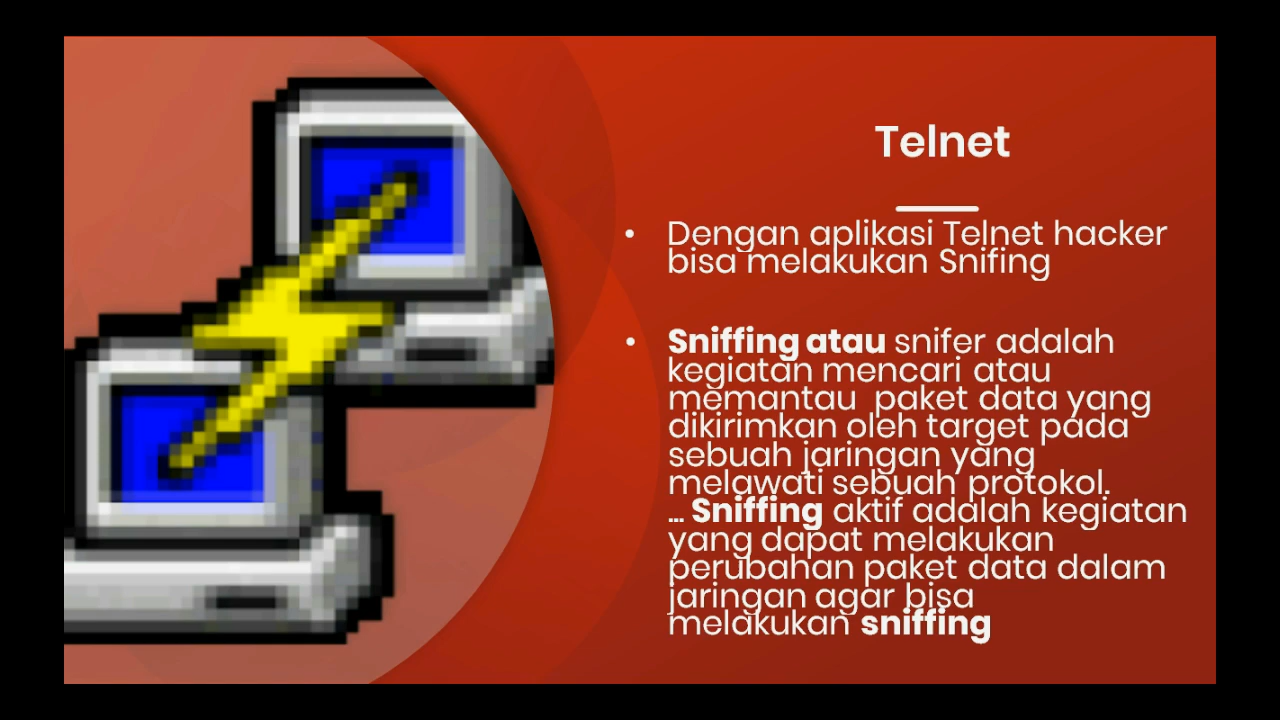 Telnet
• Dengan aplikasi Telnet hacker
bisa melakukan Snifing
• Sniffing atau snifer adalah
kegiatan mencari atau
memantau paket data yang
dikirimkan oleh target pada
sebuah jaringan yang
melawati sebuah protokol.
... Sniffing aktif adalah kegiatan
yang dapat melakukan
perubahan paket data dalam
jaringan agar bisa
melakukan sniffing